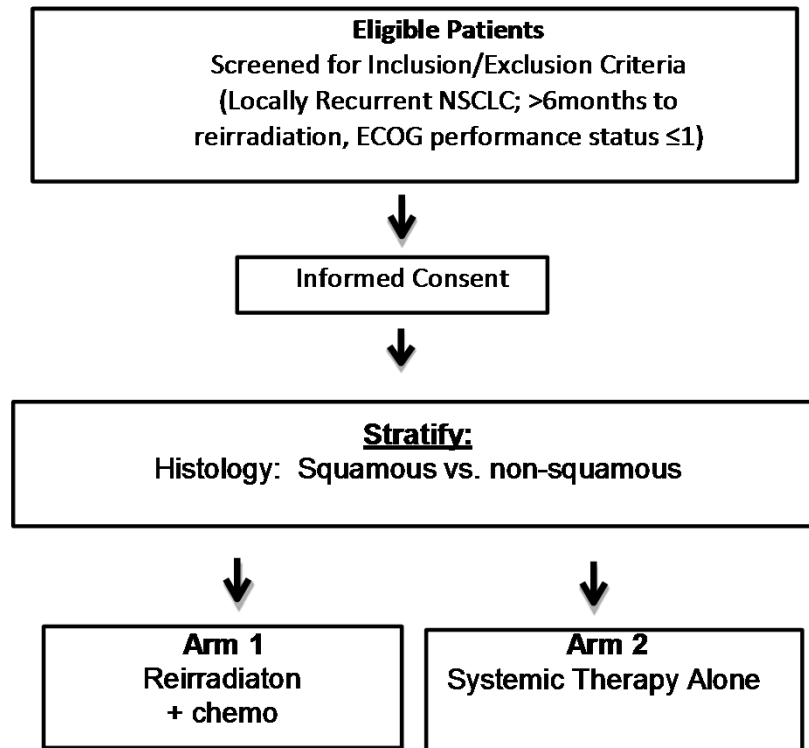 Eligible Patients
Screened for Inclusion/Exclusion Criteria
(Locally Recurrent NSCLC; >6months to
reirradiation, ECOG performance status ≤1)
Informed Consent
Stratify:
Histology: Squamous vs. non-squamous
Arm 1
Reirradiaton
+ chemo
Arm 2
Systemic Therapy Alone